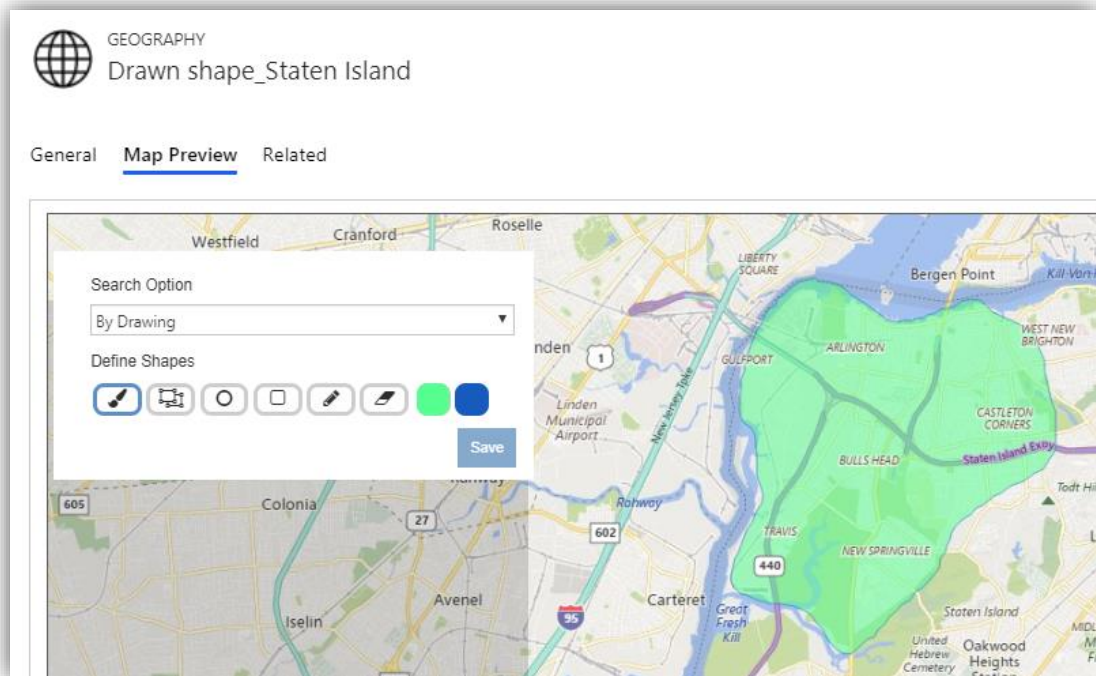 GEOGRAPHY
Drawn shape_Staten Island
General Map Preview Related
Roselle
Cranford
Westfield
LIBERTY
SQUARE
Bergen Point
Search Option
By Drawing
Define Shapes
Save
nden
1
New Jersey Tpke
GULFPORT
ARLINGTON
WEST NEW
BRIGHTON
Linden
Municipal
Airport
CASTLETON
CORNERS
BULLS HEAD
Staten Island Expy
Todt Hi
605
Colonia
27
Rahway
602
TRAVIS
NEW SPRINGVILLE
440
Avenel
Iselin
95
Carteret
Great
Fresh
Kill
Staten Island
United
Hebrew
Cemetery
Oakwood
Heights